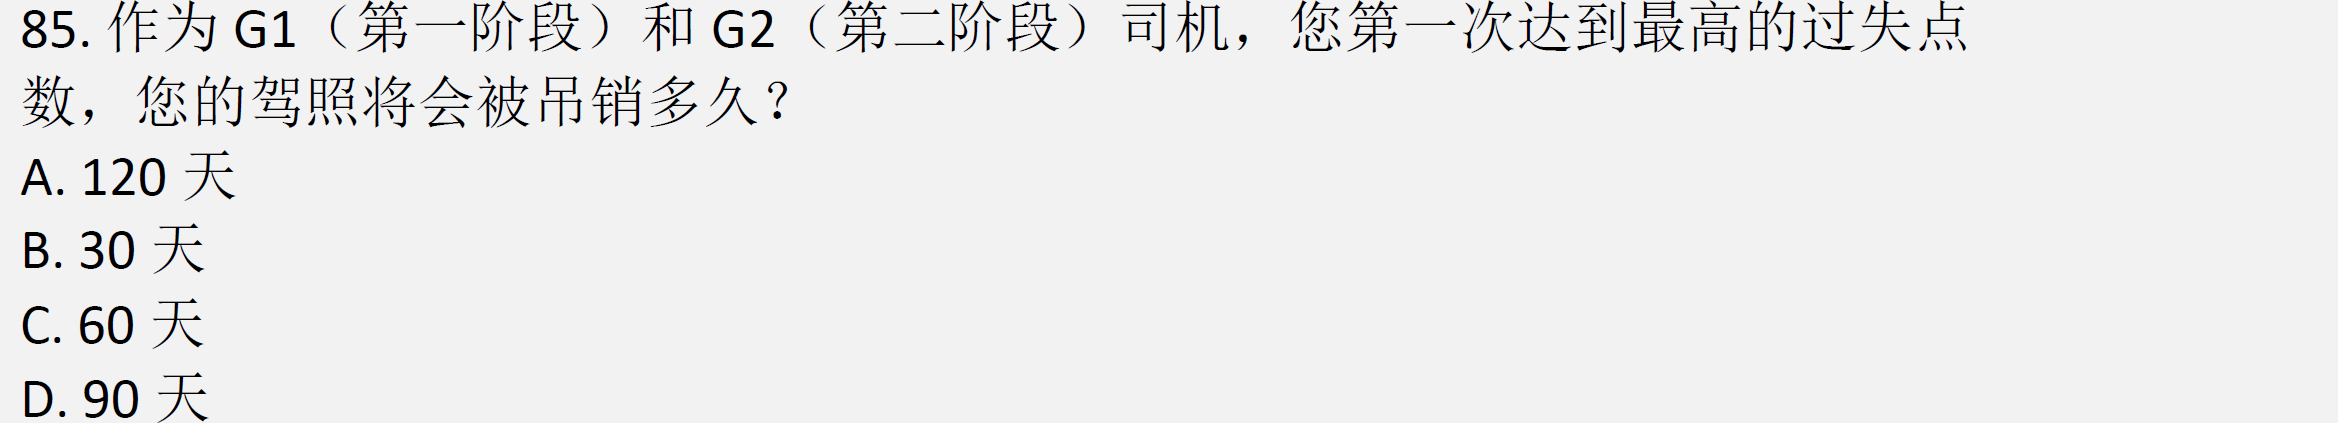 85. 作为 G1（第一阶段）和 G2（第二阶段）司机，您第一次达到最高的过失点
数，您的驾照将会被吊销多久？
A. 120 天
B. 30 天
C. 60 天
D. 90 天